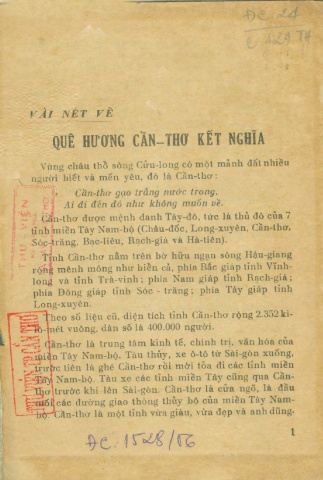 ĐC. 24
VÀI NÉT VỀ
QUÊ HƯƠNG CẦN-THƠ KẾT NGHĨA
Vùng châu thổ sông Cửu-long có một mảnh đất nhiều
người biết và mến yêu, đó là Cần-thơ:
Cần-thơ gạo trắng nước trong,
Ai đi đến đó như không muốn về.
Cần-thơ được mệnh danh Tây-đô, tức là thủ đô của 7
tỉnh miền Tây Nam-bộ (Châu-đốc, Long-xuyên, Cần-thơ,
Sóc-trăng, Bạc-liêu, Rạch-giá và Hà-tiên).
Tỉnh Cần-thơ nằm trên bờ hữu ngạn sông Hậu-giang
rộng mênh mông như biển cả, phía Bắc giáp tỉnh Vĩnh-
long và tỉnh Trà-vinh; phía Nam giáp tỉnh Rạch-giá;
phía Đông giáp tỉnh Sóc-trăng; phía Tây giáp tỉnh
Long-xuyên.
Theo số liệu cũ, diện tích tỉnh Cần-thơ rộng 2.352 ki-
lô-mét vuông, dân số là 400.000 người.
Cần-thơ là trung tâm kinh tế, chính trị, văn hóa của
miền Tây Nam-bộ. Tàu thủy, xe ô-tô từ Sài-gòn xuống,
trước tiên là ghé Cần-thơ rồi mới tỏa đi các tỉnh miền
Tây Nam-bộ. Tàu xe các tỉnh miền Tây cũng qua Cần-
thơ trước khi lên Sài-gòn. Cần-thơ là cửa ngõ, là đầu
mối các đường giao thông thủy bộ của miền Tây Nam-
bộ. Cần-thơ là một tỉnh vừa giàu, vừa đẹp và anh dũng.
THƯ VIỆN
ĐC. 1528/06
1